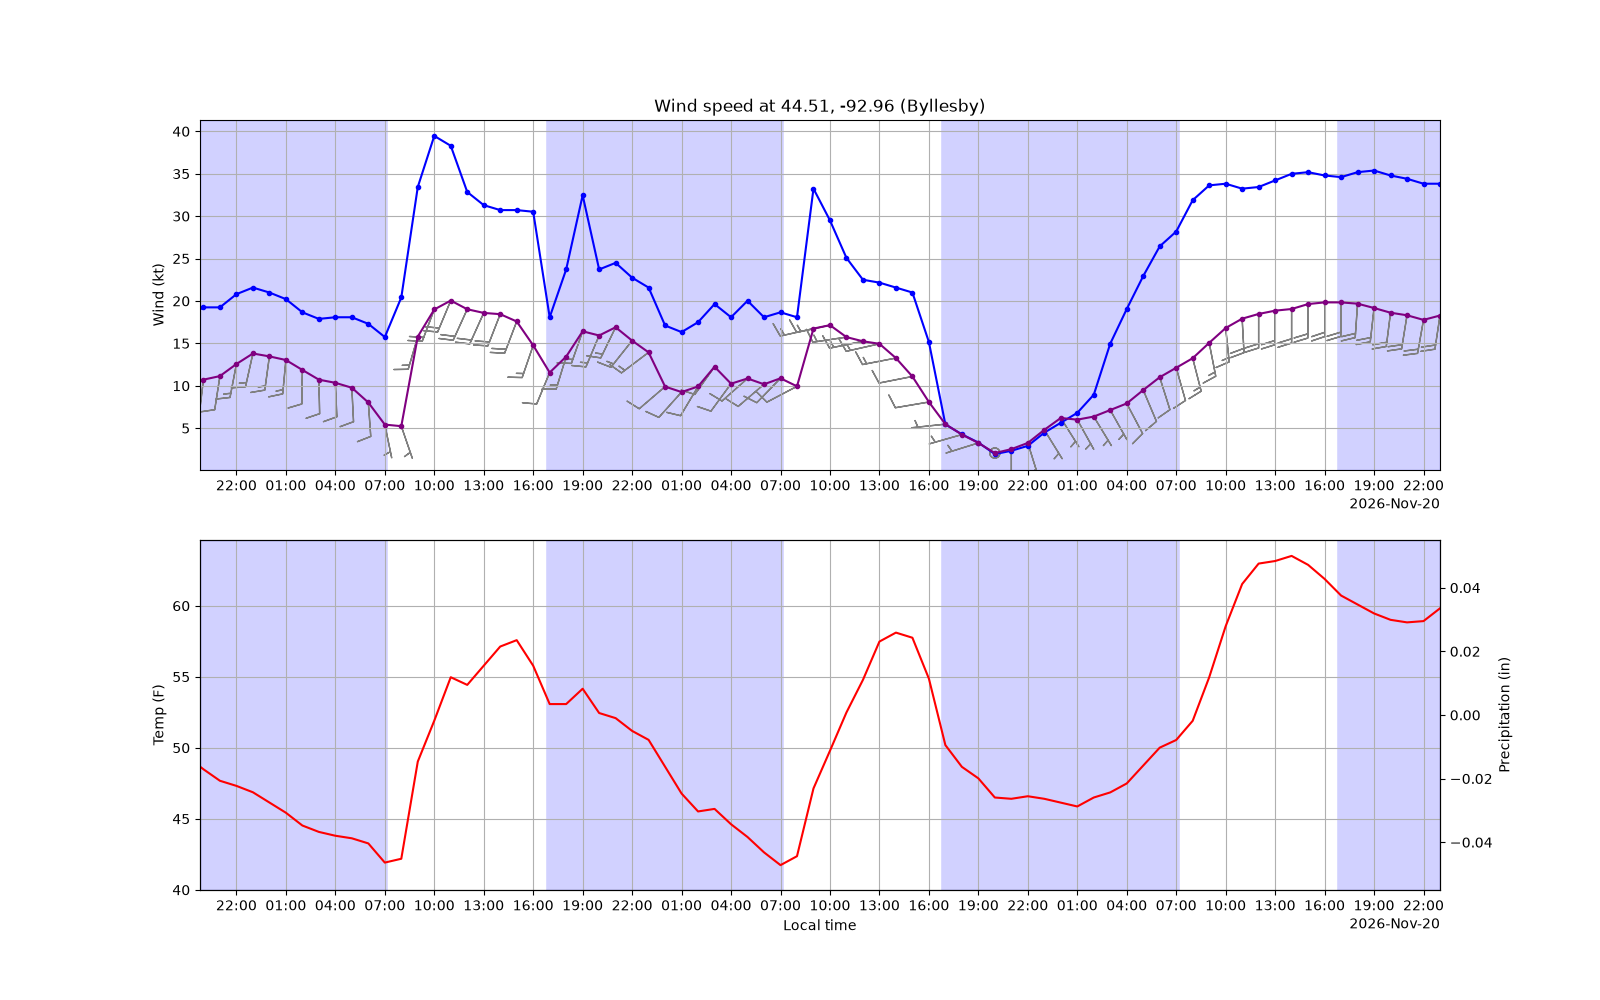 Wind speed at 44.51, -92.96 (Byllesby)
40
35
30
25
20
15
10
5
Wind (kt)
22:00 01:00 04:00 07:00 10:00 13:00 16:00 19:00 22:00 01:00 04:00 07:00 10:00 13:00 16:00 19:00 22:00 01:00 04:00 07:00 10:00 13:00 16:00 19:00 22:00
2026-Nov-20
60
55
50
45
40
Temp (F)
0.04
0.02
0.00
−0.02
−0.04
Precipitation (in)
22:00 01:00 04:00 07:00 10:00 13:00 16:00 19:00 22:00 01:00 04:00 07:00 10:00 13:00 16:00 19:00 22:00 01:00 04:00 07:00 10:00 13:00 16:00 19:00 22:00
Local time
2026-Nov-20